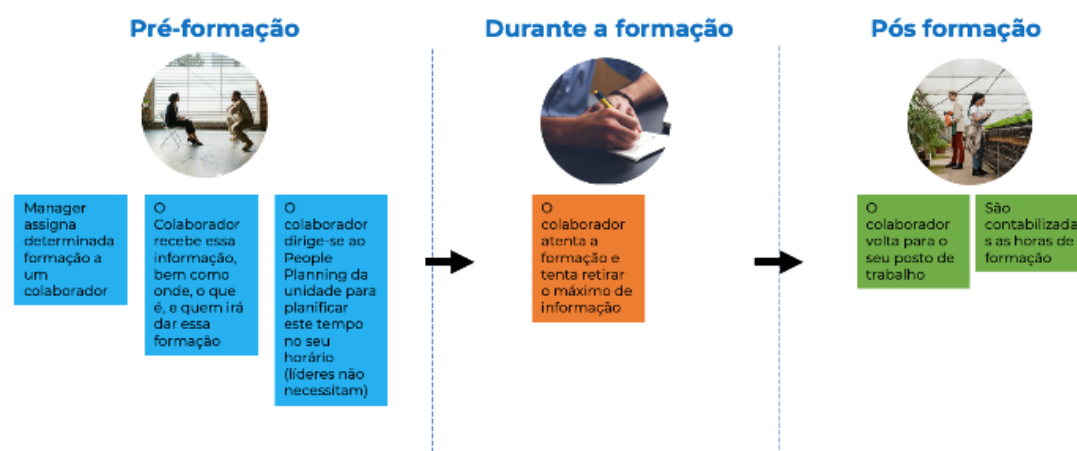 Pré-formação
Manager
assigna
determinada
formação a
um
colaborador
O
Colaborador
recebe essa
informação,
bem como
onde, o que
é, e quem irá
dar essa
formação
O
colaborador
dirige-se ao
People
Planning da
unidade para
planificar
este tempo
no seu
horário
(líderes não
necessitam)
Durante a formação
O
colaborador
atenta a
formação e
tenta retirar
o máximo de
informação
Pós formação
O
colaborador
volta para o
seu posto de
trabalho
São
contabilizada
s as horas de
formação